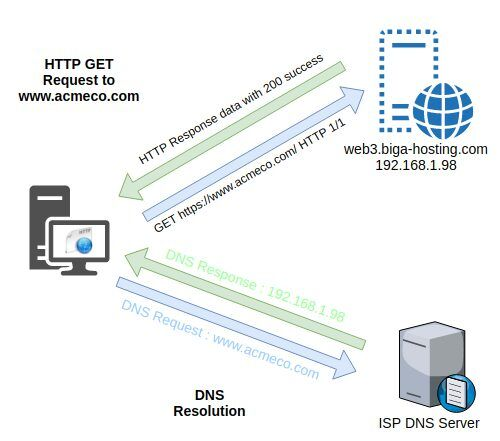 HTTP GET
Request to
www.acmeco.com
HTTP Response data with 200 success
GET https://www.acmeco.com/ HTTP 1/1
web3.biga-hosting.com
192.168.1.98
HTTP
DNS Response : 192.168.1.98
DNS Request : www.acmeco.com
DNS
Resolution
ISP DNS Server